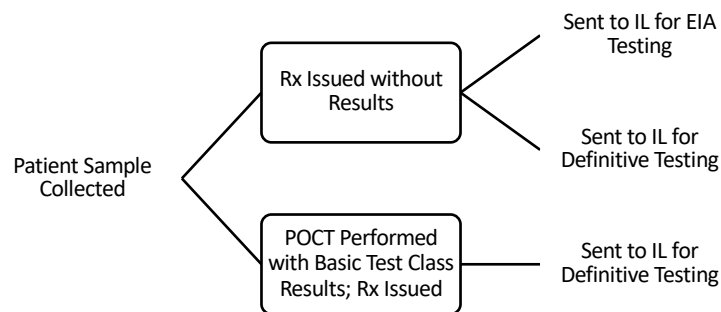 Sent to IL for EIA
Testing
Rx Issued without
Results
Sent to IL for
Definitive Testing
Patient Sample
Collected
POCT Performed
with Basic Test Class
Results; Rx Issued
Sent to IL for
Definitive Testing